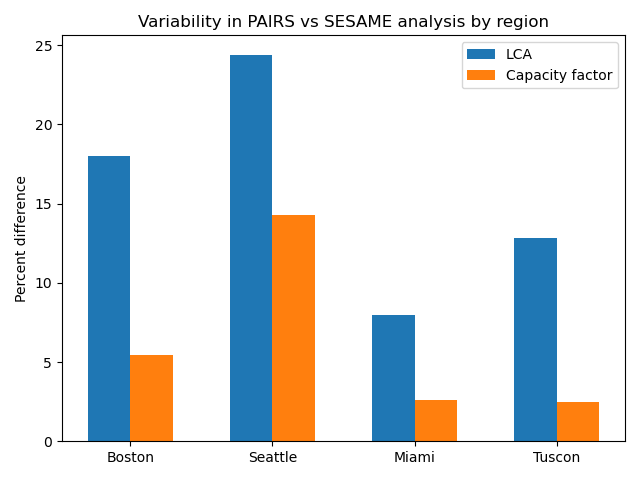 Variability in PAIRS vs SESAME analysis by region
LCA
Capacity factor
Percent difference
25
20
15
10
5
0
Boston Seattle Miami Tuscon